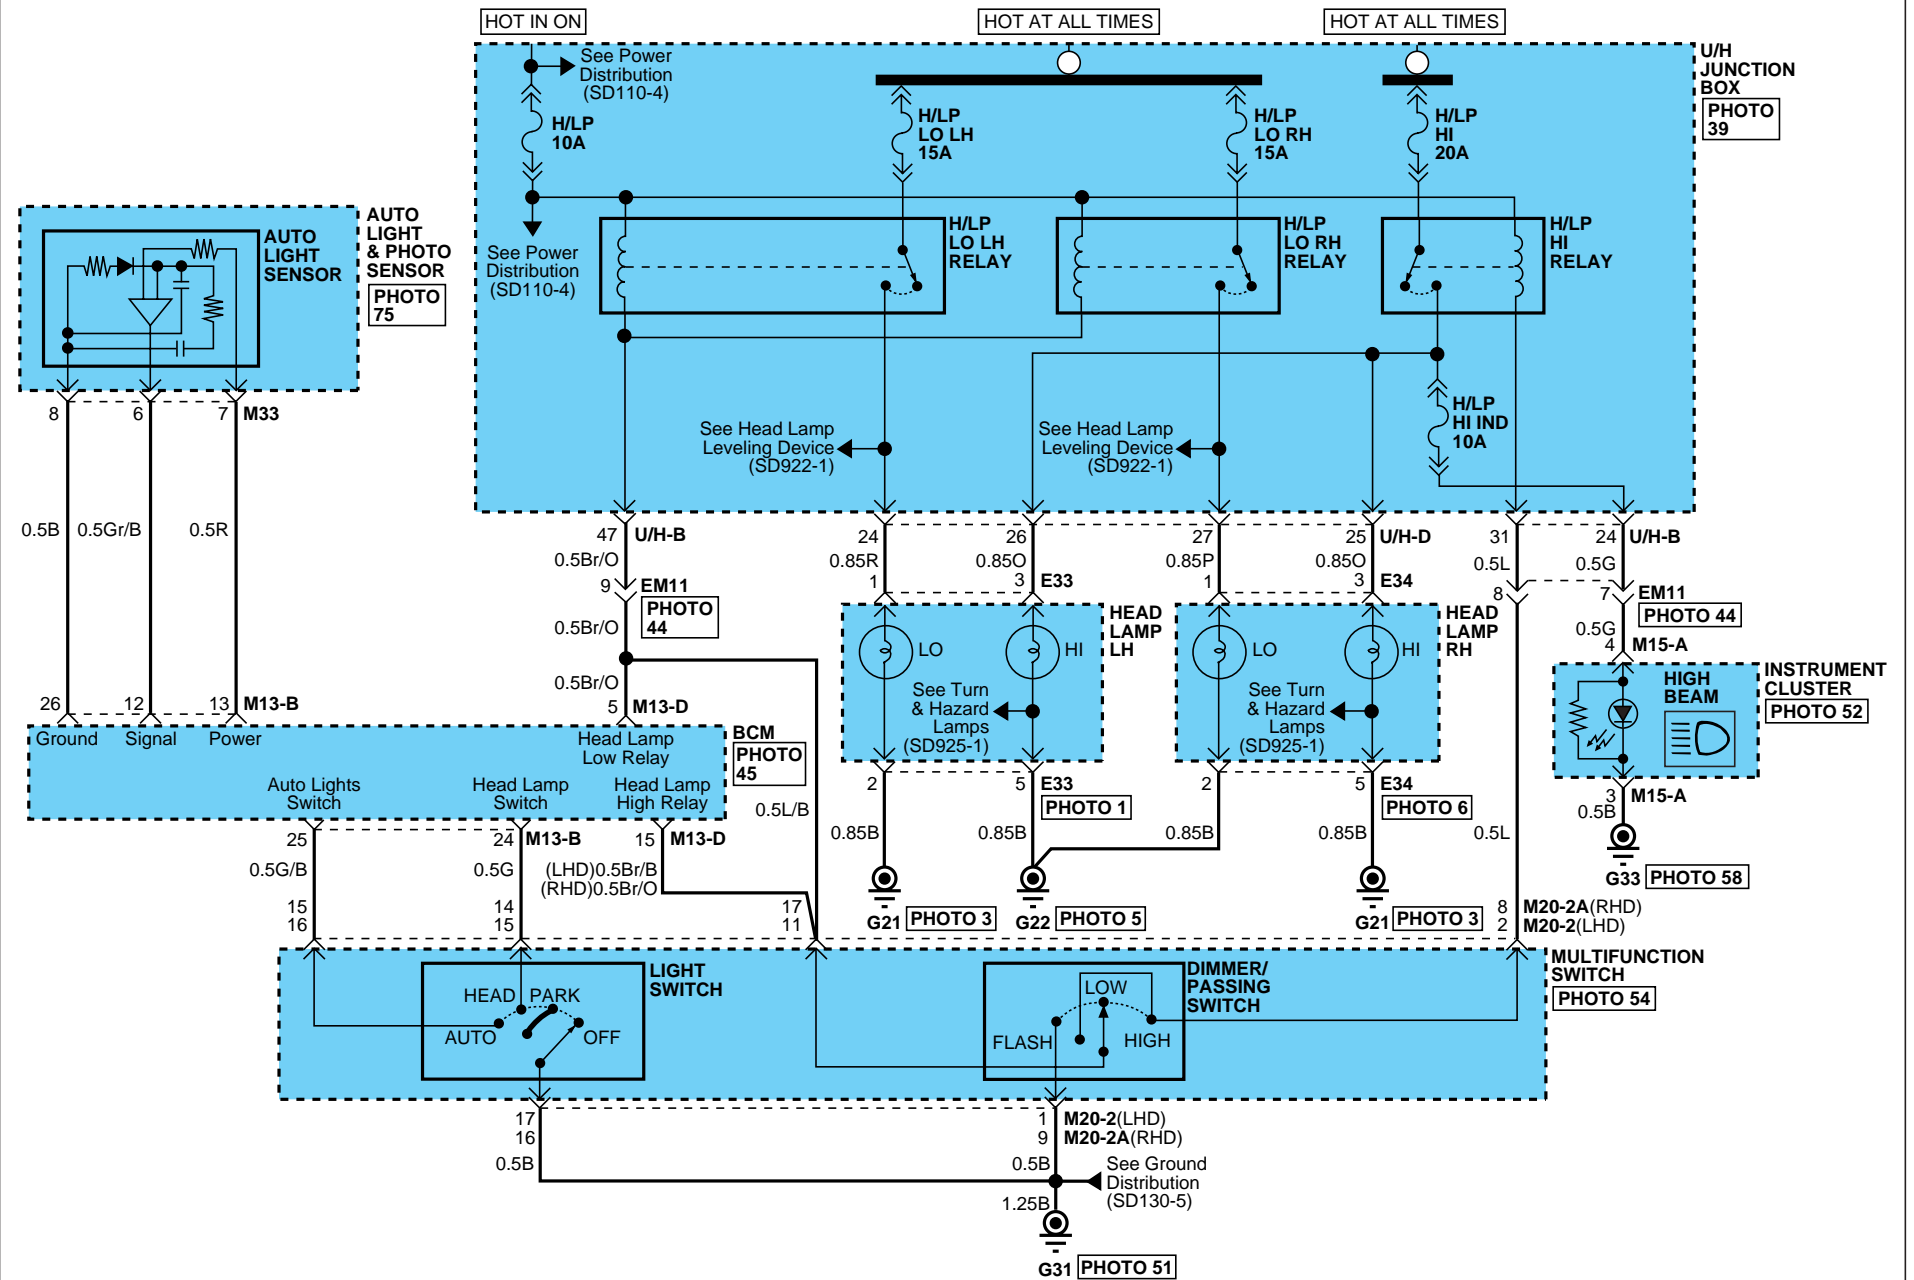 HOT IN ON
HOT AT ALL TIMES
HOT AT ALL TIMES
See Power
Distribution
(SD110-4)
H/LP
10A
H/LP
LO LH
15A
H/LP
LO RH
15A
H/LP
HI
20A
U/H
JUNCTION
BOX
PHOTO
39
See Power
Distribution
(SD110-4)
H/LP
LO LH
RELAY
H/LP
LO RH
RELAY
H/LP
HI
RELAY
AUTO
LIGHT
SENSOR
AUTO
LIGHT
& PHOTO
SENSOR
PHOTO
75
See Head Lamp
Leveling Device
(SD922-1)
See Head Lamp
Leveling Device
(SD922-1)
H/LP
HI IND
10A
8
6
7
M33
0.5B
0.5Gr/B
0.5R
47
U/H-B
24
26
27
25
U/H-D
31
24
U/H-B
0.5Br/O
0.85R
0.85O
0.85P
0.85O
0.5L
0.5G
9
EM11
1
3
E33
1
3
E34
8
7
EM11
PHOTO
44
PHOTO 44
0.5Br/O
0.5G
4
M15-A
HEAD
LAMP
LH
HEAD
LAMP
RH
LO
HI
LO
HI
See Turn
& Hazard
Lamps
(SD925-1)
See Turn
& Hazard
Lamps
(SD925-1)
HIGH
BEAM
INSTRUMENT
CLUSTER
PHOTO 52
0.5Br/O
26
12
13
M13-B
5
M13-D
Ground
Signal
Power
Head Lamp
Low Relay
BCM
PHOTO
45
Auto Lights
Switch
Head Lamp
Switch
Head Lamp
High Relay
0.5L/B
2
5
E33
PHOTO 1
2
5
E34
PHOTO 6
3
M15-A
0.5B
25
24
M13-B
15
M13-D
0.85B
0.85B
0.85B
0.85B
0.5L
0.5G/B
0.5G
(LHD)0.5Br/B
(RHD)0.5Br/O
G33
PHOTO 58
G21
PHOTO 3
G22
PHOTO 5
G21
PHOTO 3
15
16
14
15
17
11
8
M20-2A(RHD)
2
M20-2(LHD)
LIGHT
SWITCH
HEAD
PARK
AUTO
OFF
DIMMER/
PASSING
SWITCH
LOW
FLASH
HIGH
MULTIFUNCTION
SWITCH
PHOTO 54
17
16
1
M20-2(LHD)
9
M20-2A(RHD)
0.5B
0.5B
See Ground
Distribution
(SD130-5)
1.25B
G31
PHOTO 51